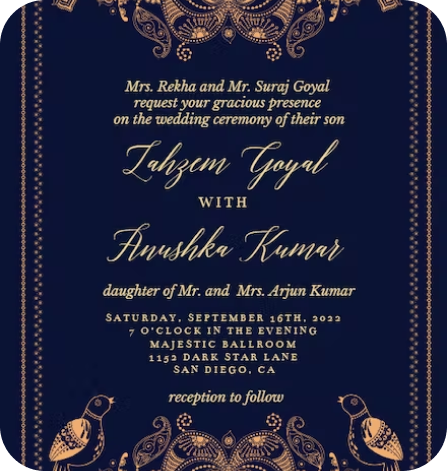 Mrs. Rekha and Mr. Suraj Goyal
request your gracious presence
on the wedding ceremony of their son
Zahzem Goyal
WITH
Anushka Kumar
daughter of Mr. and Mrs. Arjun Kumar
SATURDAY, SEPTEMBER 16TH, 2022
7 O'CLOCK IN THE EVENING
MAJESTIC BALLROOM
1152 DARK STAR LANE
SAN DIEGO, CA
reception to follow